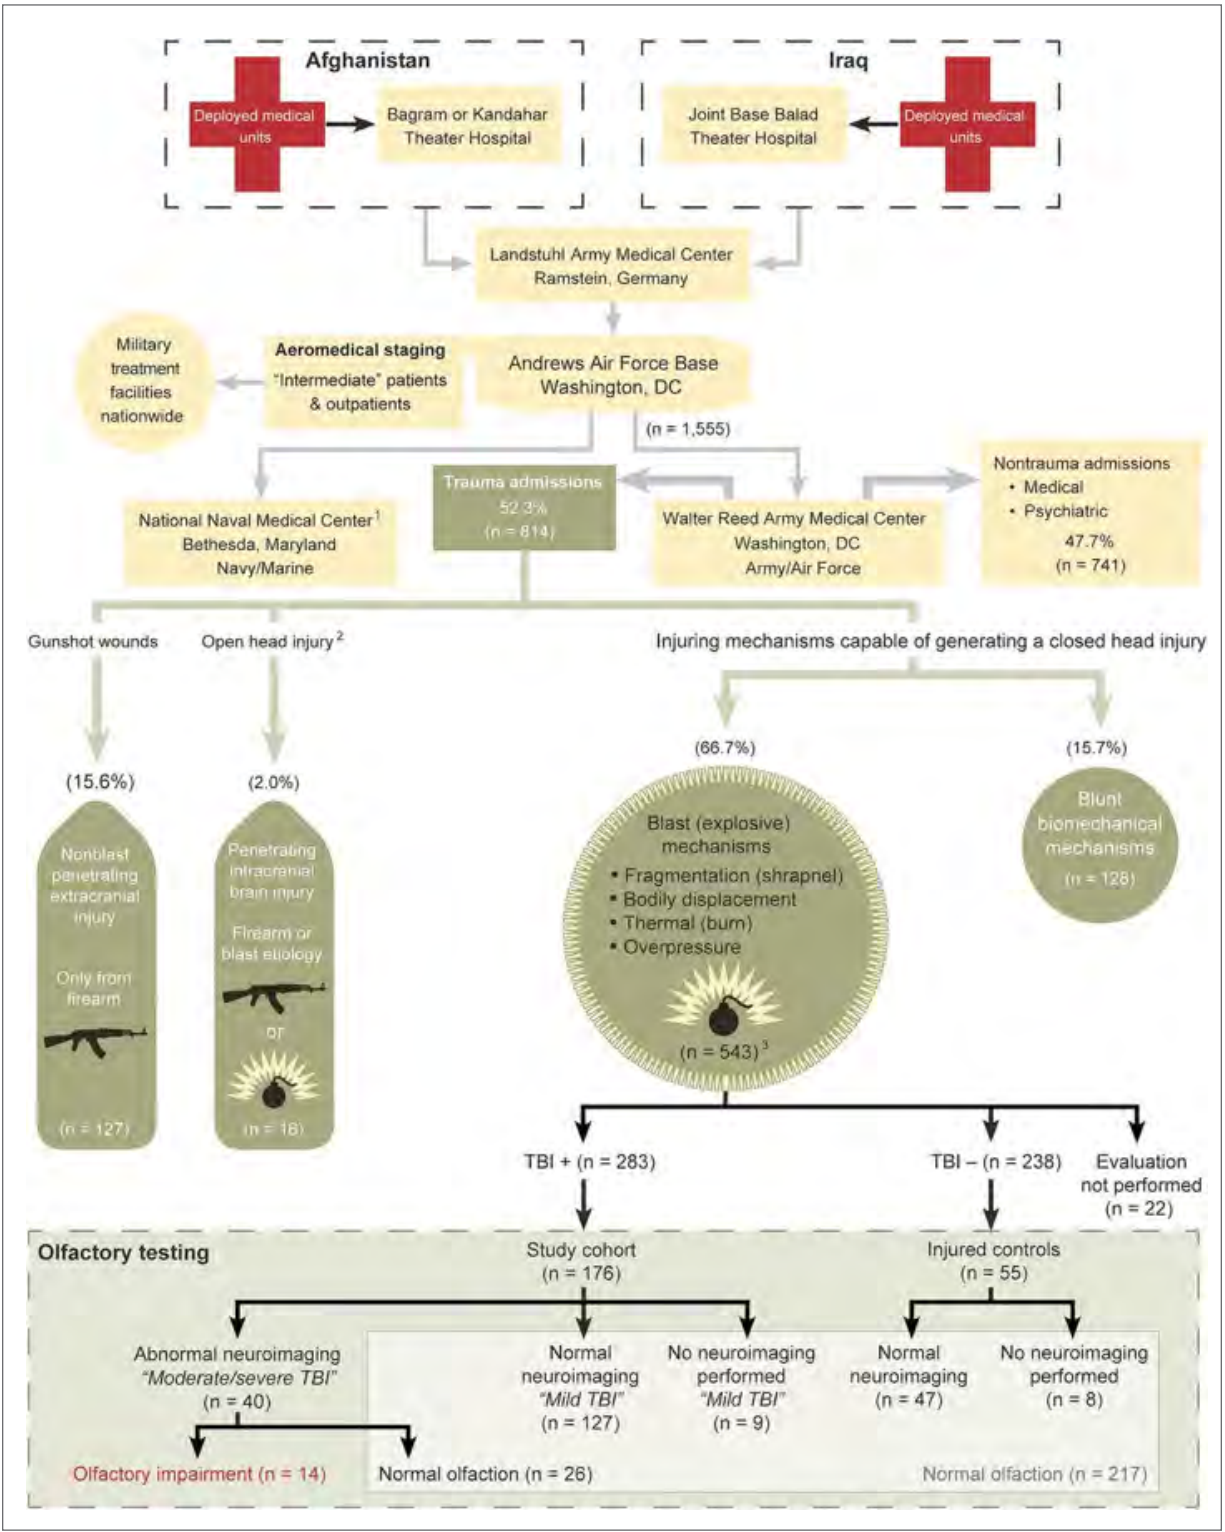 Afghanistan
Deployed medical
units
Bagram or Kandahar
Theater Hospital
Iraq
Joint Base Balad
Theater Hospital
Deployed medical
units
Landstuhl Army Medical Center
Ramstein, Germany
Military
treatment
facilities
nationwide
Aeromedical staging
“Intermediate” patients
& outpatients
Andrews Air Force Base
Washington, DC
(n = 1,555)
National Naval Medical Center¹
Bethesda, Maryland
Navy/Marine
Trauma admissions
52.3%
(n = 814)
Walter Reed Army Medical Center
Washington, DC
Army/Air Force
Nontrauma admissions
• Medical
• Psychiatric
47.7%
(n = 741)
Gunshot wounds
Open head injury ²
Injuring mechanisms capable of generating a closed head injury
(15.6%)
Nonblast
penetrating
extracranial
injury
Only from
firearm
(n = 127)
(2.0%)
Penetrating
intracranial
brain injury
Firearm or
blast etiology
or
(n = 16)
(66.7%)
Blast (explosive)
mechanisms
▪ Fragmentation (shrapnel)
▪ Bodily displacement
▪ Thermal (burn)
▪ Overpressure
(n = 543)³
(15.7%)
Blunt
biomechanical
mechanisms
(n = 128)
TBI + (n = 283)
TBI – (n = 238)
Evaluation
not performed
(n = 22)
Olfactory testing
Study cohort
(n = 176)
Injured controls
(n = 55)
Abnormal neuroimaging
“Moderate/severe TBI”
(n = 40)
Normal
neuroimaging
“Mild TBI”
(n = 127)
No neuroimaging
performed
“Mild TBI”
(n = 9)
Normal
neuroimaging
(n = 47)
No neuroimaging
performed
(n = 8)
Olfactory impairment (n = 14)
Normal olfaction (n = 26)
Normal olfaction (n = 217)